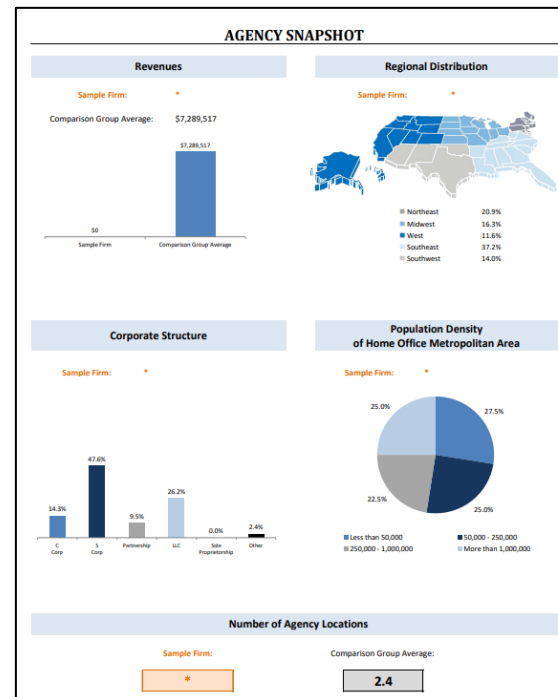 AGENCY SNAPSHOT
Revenues
Sample Firm: *
Comparison Group Average: $7,289,517
$7,289,517
$0
Sample Firm
Comparison Group Average
Regional Distribution
Sample Firm: *
Northeast 20.9%
Midwest 16.3%
West 11.6%
Southeast 37.2%
Southwest 14.0%
Corporate Structure
Sample Firm: *
14.3%
47.6%
9.5%
26.2%
0.0%
2.4%
C
Corp
S
Corp
Partnership
LLC
Sole
Proprietorship
Other
Population Density
of Home Office Metropolitan Area
Sample Firm: *
25.0%
27.5%
22.5%
25.0%
Less than 50,000
50,000 - 250,000
250,000 - 1,000,000
More than 1,000,000
Number of Agency Locations
Sample Firm:
Comparison Group Average:
*
2.4